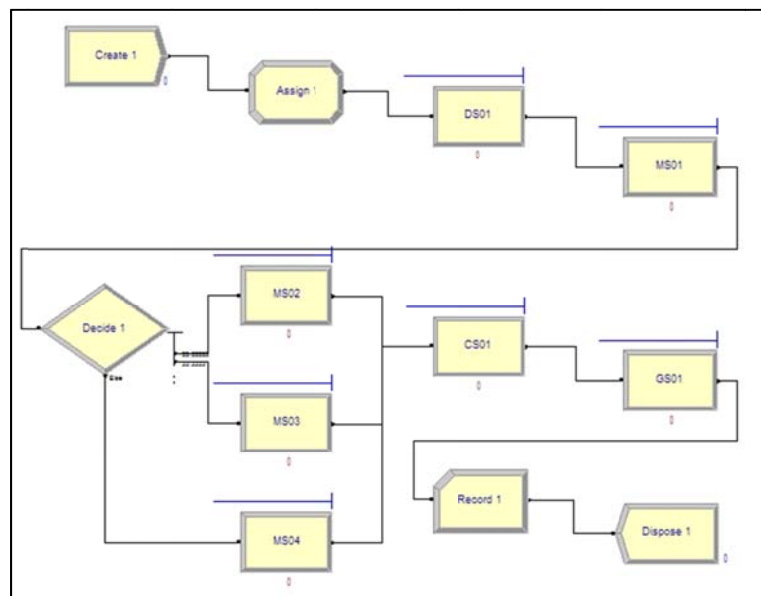 Create 1
0
Assign 1
DS01
0
MS01
0
Decide 1
Else
MS02
0
MS03
0
MS04
0
CS01
0
GS01
0
Record 1
Dispose 1
0